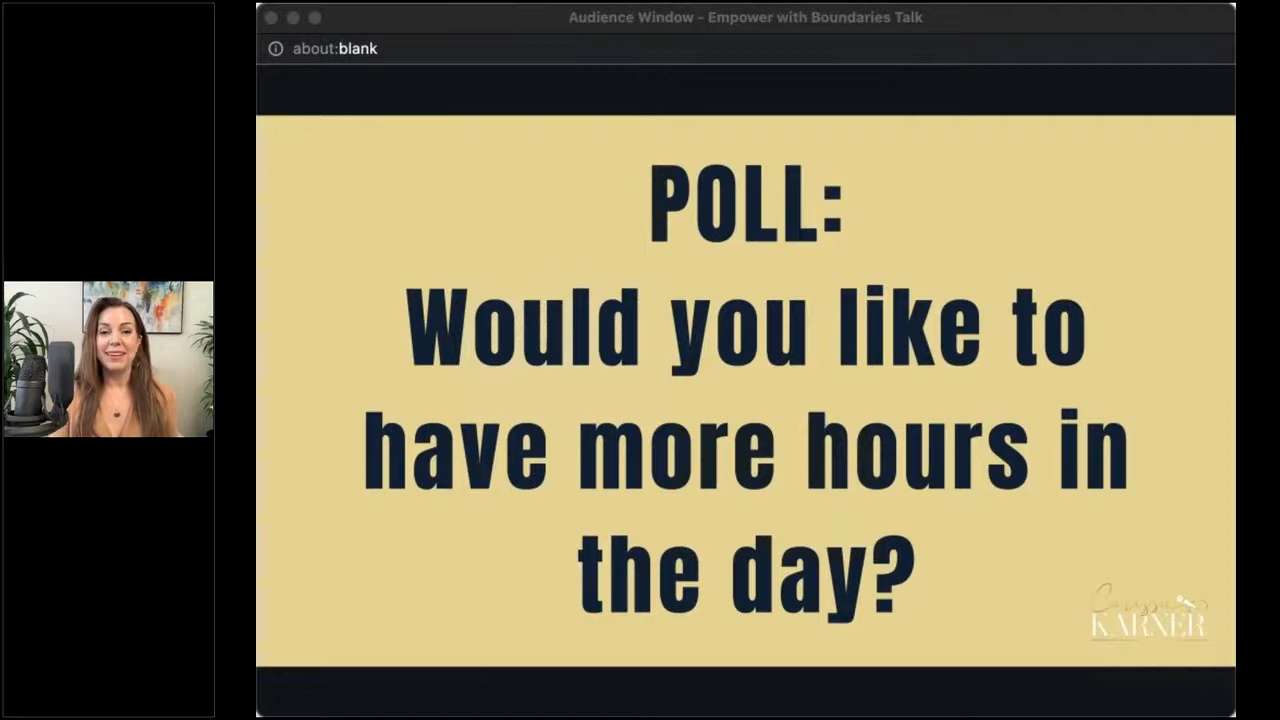 Audience Window - Empower with Boundaries Talk
about:blank
POLL:
Would you like to
have more hours in
the day?
KARNER